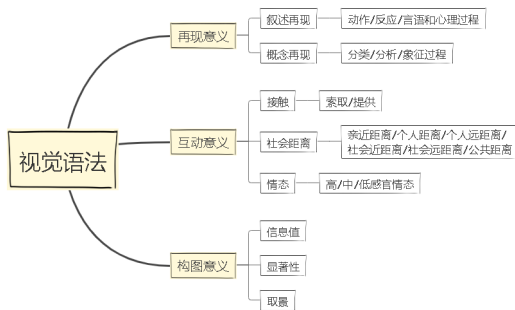 视觉语法
再现意义
叙述再现
动作/反应/言语和心理过程
概念再现
分类/分析/象征过程
互动意义
接触
索取/提供
社会距离
亲近距离/个人距离/个人远距离/
社会近距离/社会远距离/公共距离
情态
高/中/低感官情态
构图意义
信息值
显著性
取景